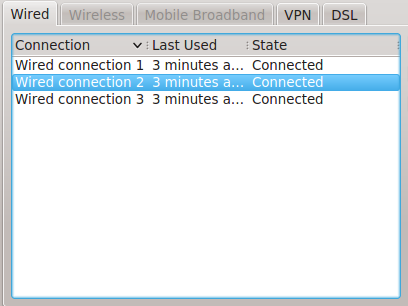 Wired Wireless Mobile Broadband VPN DSL
Connection Last Used State
Wired connection 1 3 minutes a... Connected
Wired connection 2 3 minutes a... Connected
Wired connection 3 3 minutes a... Connected